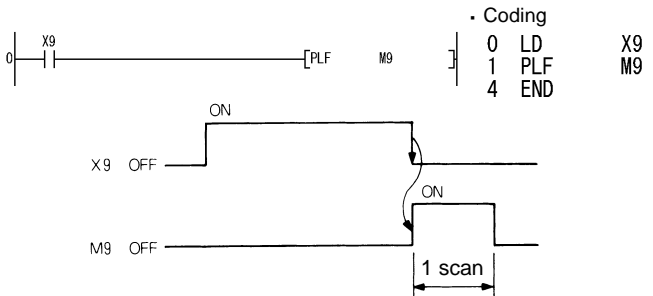 ▪ Coding
X9
0 [PLF M9 ]
0 LD X9
1 PLF M9
4 END
ON
X9 OFF
ON
M9 OFF
1 scan